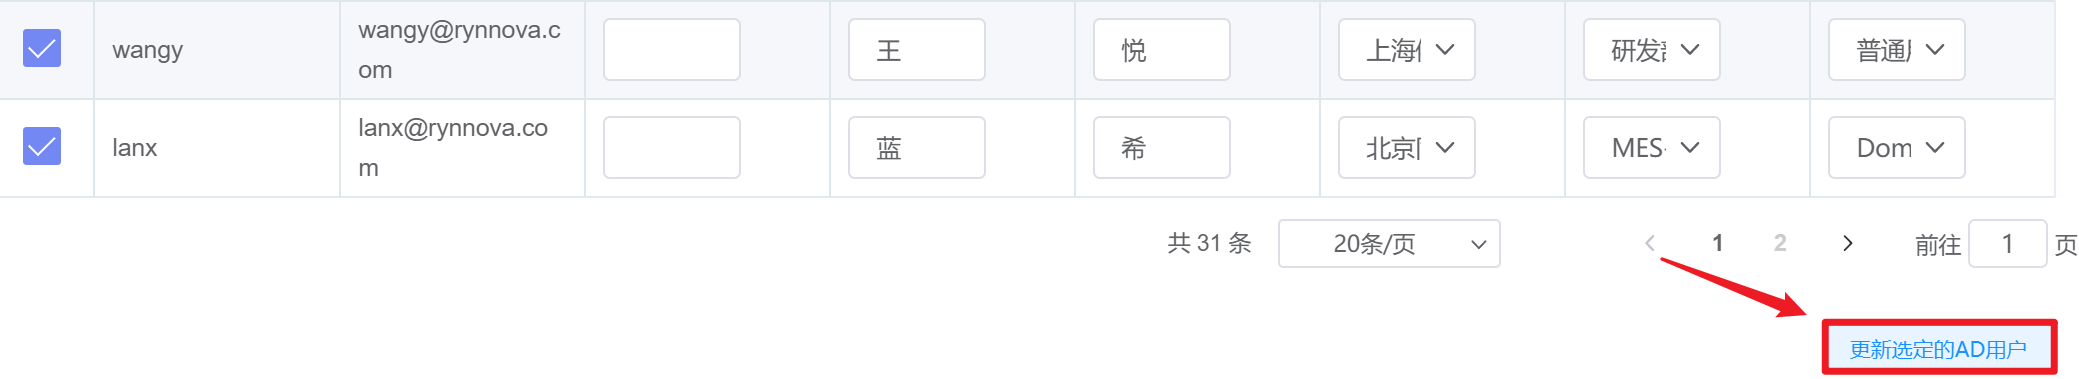 wangy
wangy@rynnova.c
om
王
悦
上海
研发
普通
lanx
lanx@rynnova.co
m
蓝
希
北京
MES-
Dom
共 31 条
20条/页
1
2
前往
1
页
更新选定的AD用户